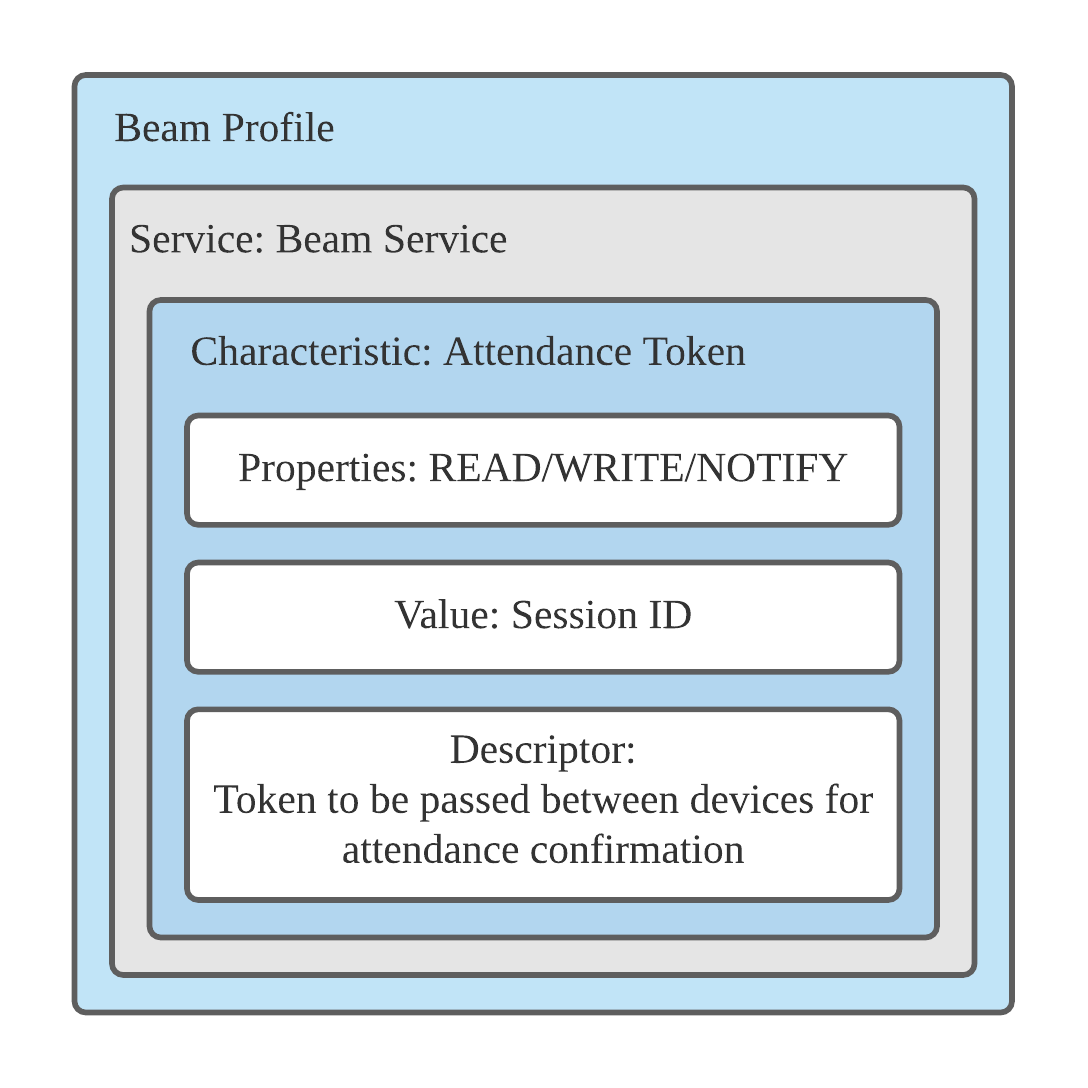 Beam Profile
Service: Beam Service
Characteristic: Attendance Token
Properties: READ/WRITE/NOTIFY
Value: Session ID
Descriptor:
Token to be passed between devices for
attendance confirmation